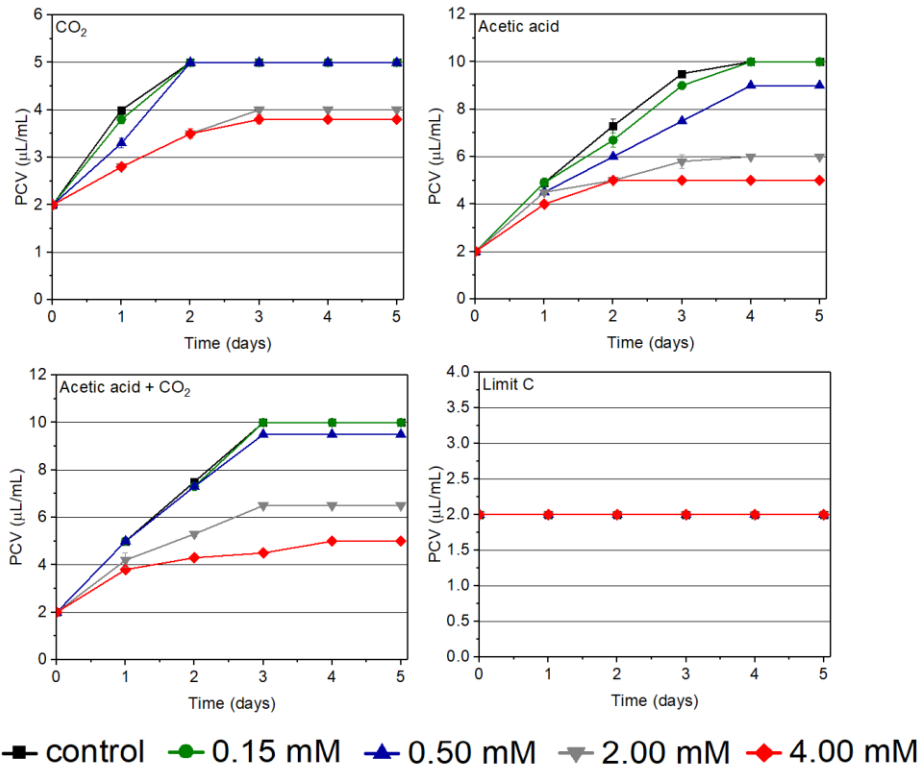 CO₂
PCV (µL/mL)
6
5
4
3
2
1
0
0 1 2 3 4 5
Time (days)
Acetic acid
PCV (µL/mL)
12
10
8
6
4
2
0
0 1 2 3 4 5
Time (days)
Acetic acid + CO₂
PCV (µL/mL)
12
10
8
6
4
2
0
0 1 2 3 4 5
Time (days)
Limit C
PCV (µL/mL)
4.0
3.5
3.0
2.5
2.0
1.5
1.0
0.5
0.0
0 1 2 3 4 5
Time (days)
control 0.15 mM 0.50 mM 2.00 mM 4.00 mM